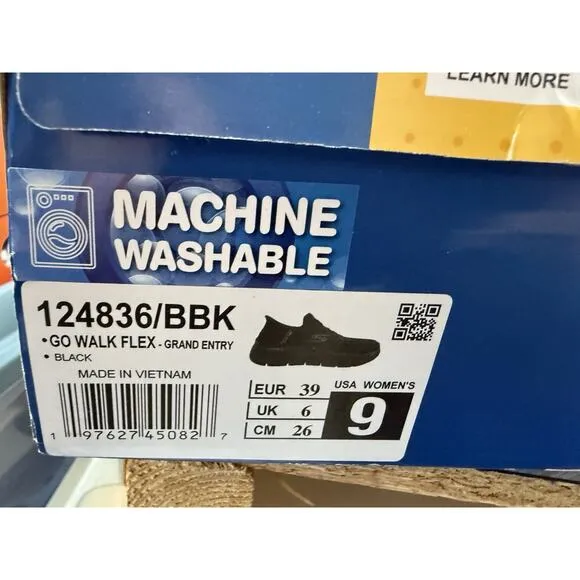 LEARN MORE
MACHINE
WASHABLE
124836/BBK
• GO WALK FLEX - GRAND ENTRY
• BLACK
MADE IN VIETNAM
1 97627 45082 7
EUR 39
UK 6
CM 26
USA WOMEN'S
9